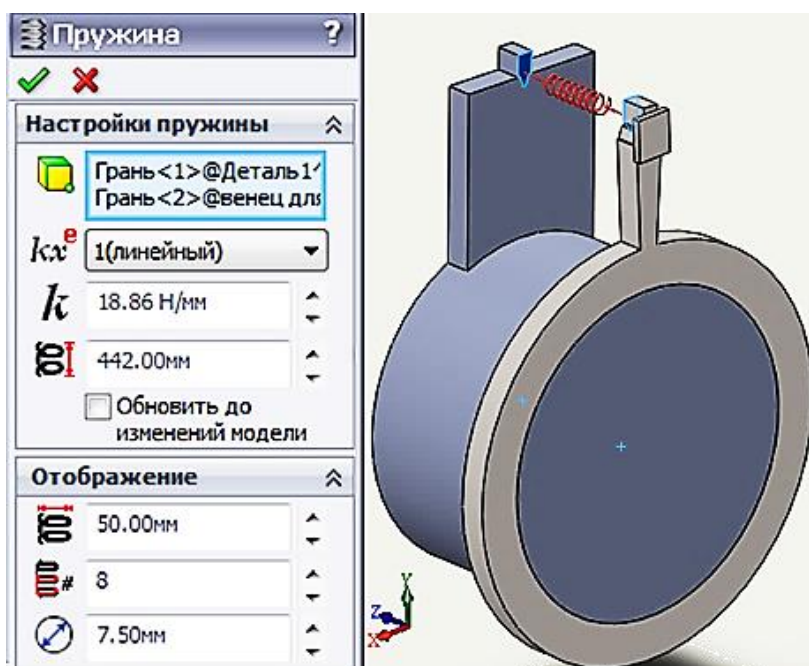 Пружина ?
Настройки пружины
Грань<1>@Деталь1^
Грань<2>@венец для
kx^e 1(линейный)
k 18.86 Н/мм
442.00мм
Обновить до
изменений модели
Отображение
50.00мм
# 8
7.50мм
Y
Z
X